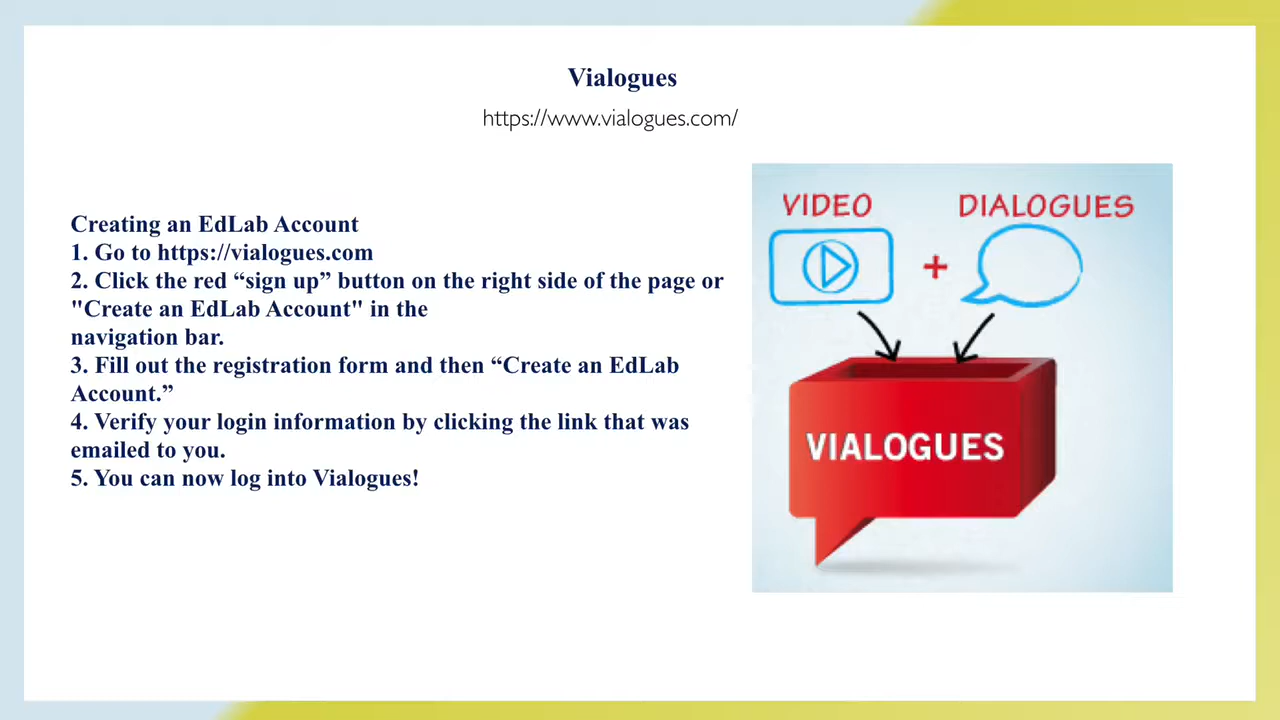 Vialogues
https://www.vialogues.com/
Creating an EdLab Account
1. Go to https://vialogues.com
2. Click the red “sign up” button on the right side of the page or
"Create an EdLab Account" in the
navigation bar.
3. Fill out the registration form and then “Create an EdLab
Account.”
4. Verify your login information by clicking the link that was
emailed to you.
5. You can now log into Vialogues!
VIDEO
DIALOGUES
+
VIALOGUES